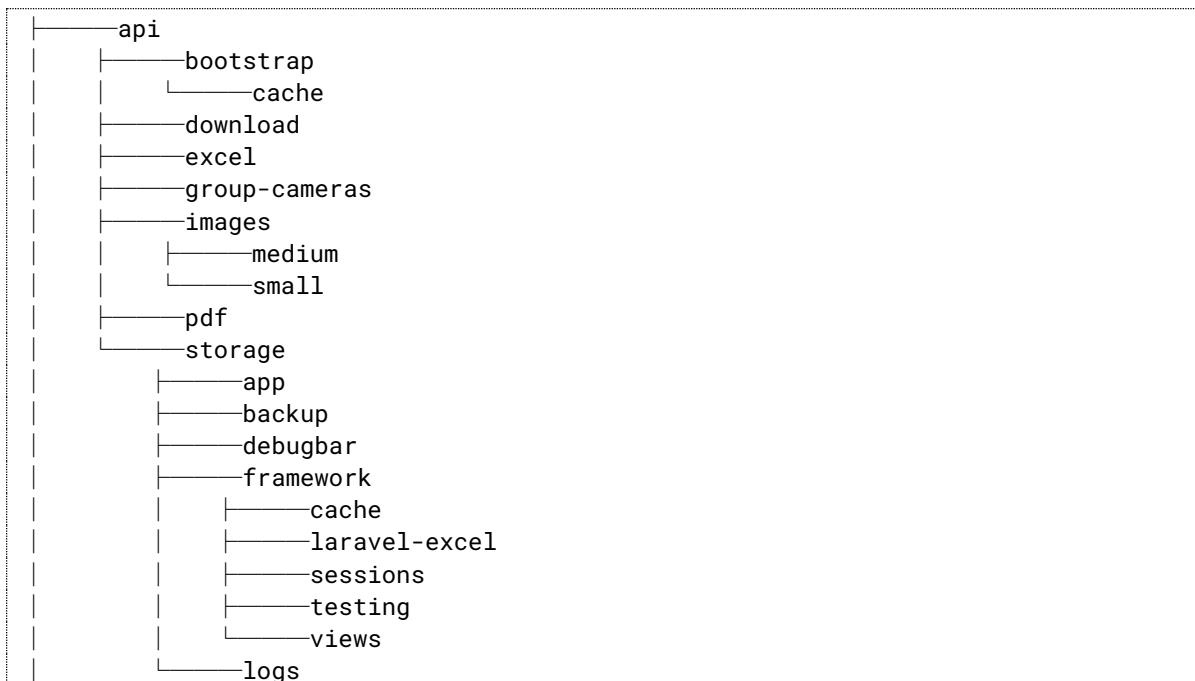 ├──────api
│ ├──────bootstrap
│ │ └──────cache
│ ├──────download
│ ├──────excel
│ ├──────group-cameras
│ ├──────images
│ │ ├──────medium
│ │ └──────small
│ ├──────pdf
│ └──────storage
│ ├──────app
│ ├──────backup
│ ├──────debugbar
│ ├──────framework
│ │ ├──────cache
│ │ ├──────laravel-excel
│ │ ├──────sessions
│ │ ├──────testing
│ │ └──────views
│ └──────logs